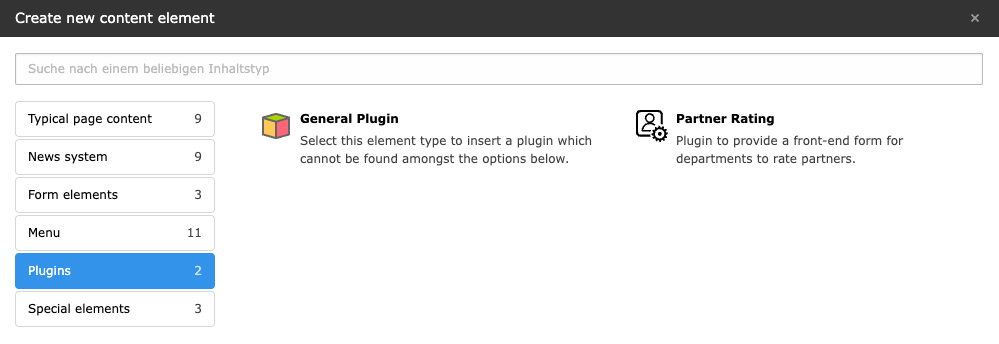 Create new content element ×
Suche nach einem beliebigen Inhaltstyp
Typical page content 9
News system 9
Form elements 3
Menu 11
Plugins 2
Special elements 3
General Plugin
Select this element type to insert a plugin which
cannot be found amongst the options below.
Partner Rating
Plugin to provide a front-end form for
departments to rate partners.